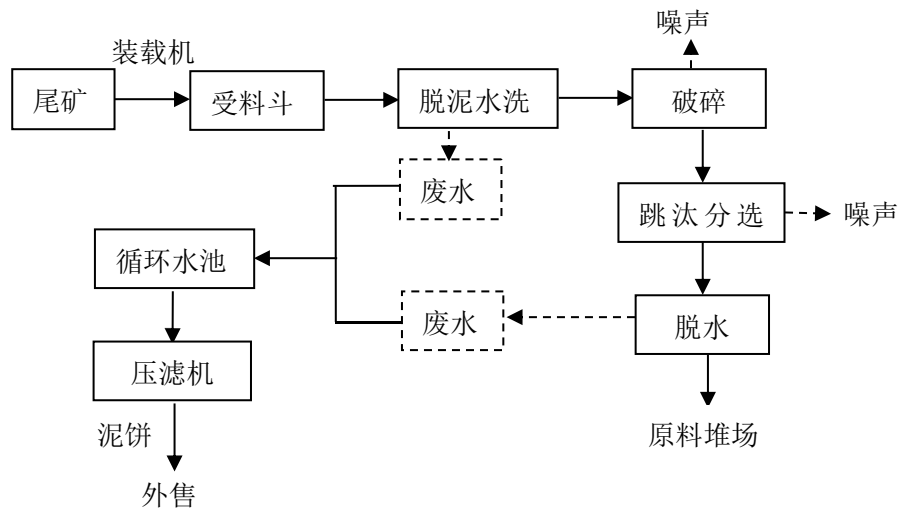 噪声
装载机
尾矿
受料斗
脱泥水洗
破碎
废水
跳汰分选
噪声
循环水池
废水
脱水
压滤机
泥饼
原料堆场
外售